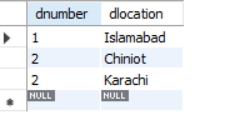 dnumber dlocation
1 Islamabad
2 Chiniot
2 Karachi
NULL NULL